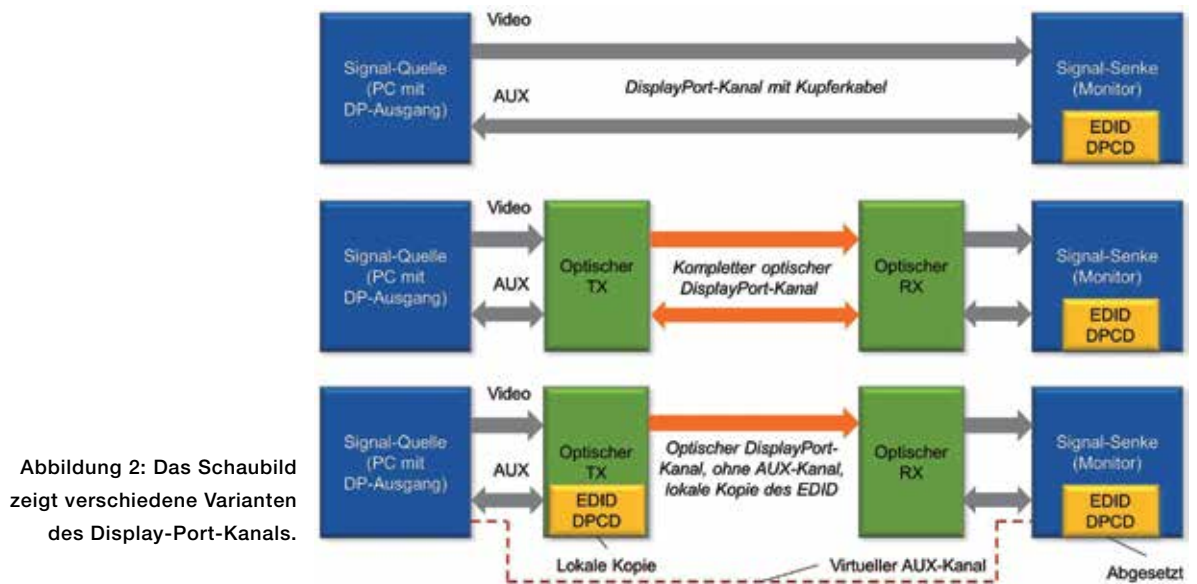 Video
Signal-Quelle
(PC mit
DP-Ausgang)
AUX
DisplayPort-Kanal mit Kupferkabel
Signal-Senke
(Monitor)
EDID
DPCD
Video
Signal-Quelle
(PC mit
DP-Ausgang)
AUX
Optischer
TX
Kompletter optischer
DisplayPort-Kanal
Optischer
RX
Signal-Senke
(Monitor)
EDID
DPCD
Video
Signal-Quelle
(PC mit
DP-Ausgang)
AUX
Optischer
TX
EDID
DPCD
Optischer DisplayPort-
Kanal, ohne AUX-Kanal,
lokale Kopie des EDID
Optischer
RX
Signal-Senke
(Monitor)
EDID
DPCD
Lokale Kopie
Virtueller AUX-Kanal
Abgesetzt
Abbildung 2: Das Schaubild
zeigt verschiedene Varianten
des Display-Port-Kanals.